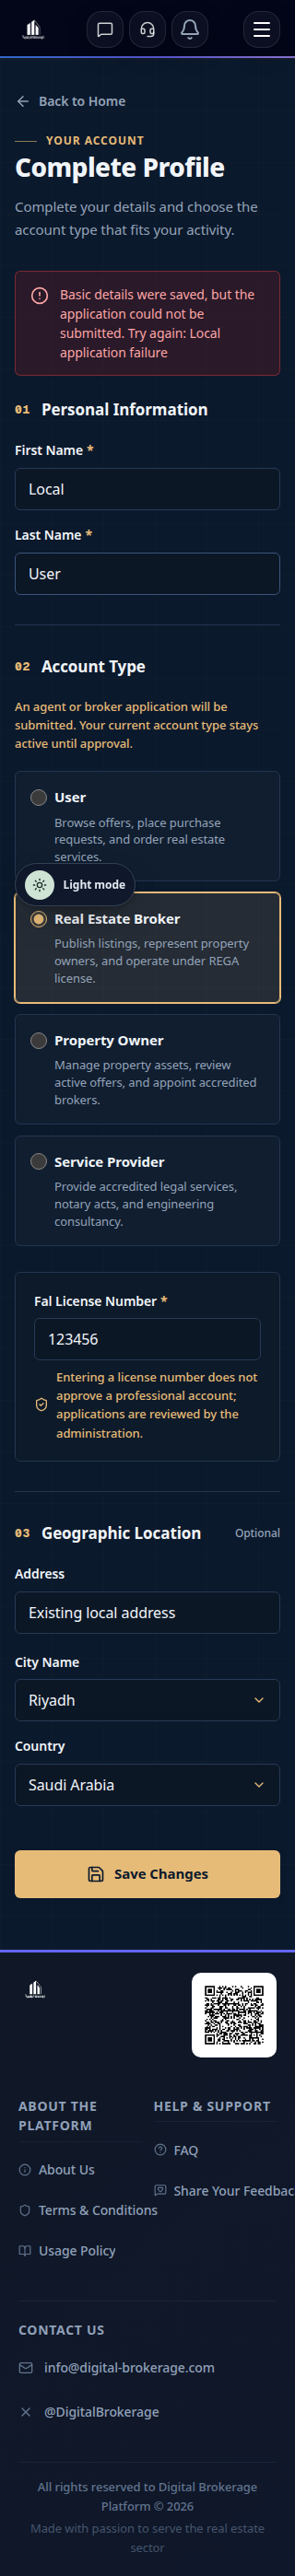 Back to Home
YOUR ACCOUNT
Complete Profile
Complete your details and choose the
account type that fits your activity.
Basic details were saved, but the
application could not be
submitted. Try again: Local
application failure
01 Personal Information
First Name *
Local
Last Name *
User
02 Account Type
An agent or broker application will be
submitted. Your current account type stays
active until approval.
User
Browse offers, place purchase
requests, and order real estate
services.
Light mode
Real Estate Broker
Publish listings, represent property
owners, and operate under REGA
license.
Property Owner
Manage property assets, review
active offers, and appoint accredited
brokers.
Service Provider
Provide accredited legal services,
notary acts, and engineering
consultancy.
Fal License Number *
123456
Entering a license number does not
approve a professional account;
applications are reviewed by the
administration.
03 Geographic Location Optional
Address
Existing local address
City Name
Riyadh
Country
Saudi Arabia
Save Changes
ABOUT THE
PLATFORM
About Us
Terms & Conditions
Usage Policy
HELP & SUPPORT
FAQ
Share Your Feedbac
CONTACT US
info@digital-brokerage.com
@DigitalBrokerage
All rights reserved to Digital Brokerage
Platform © 2026
Made with passion to serve the real estate
sector